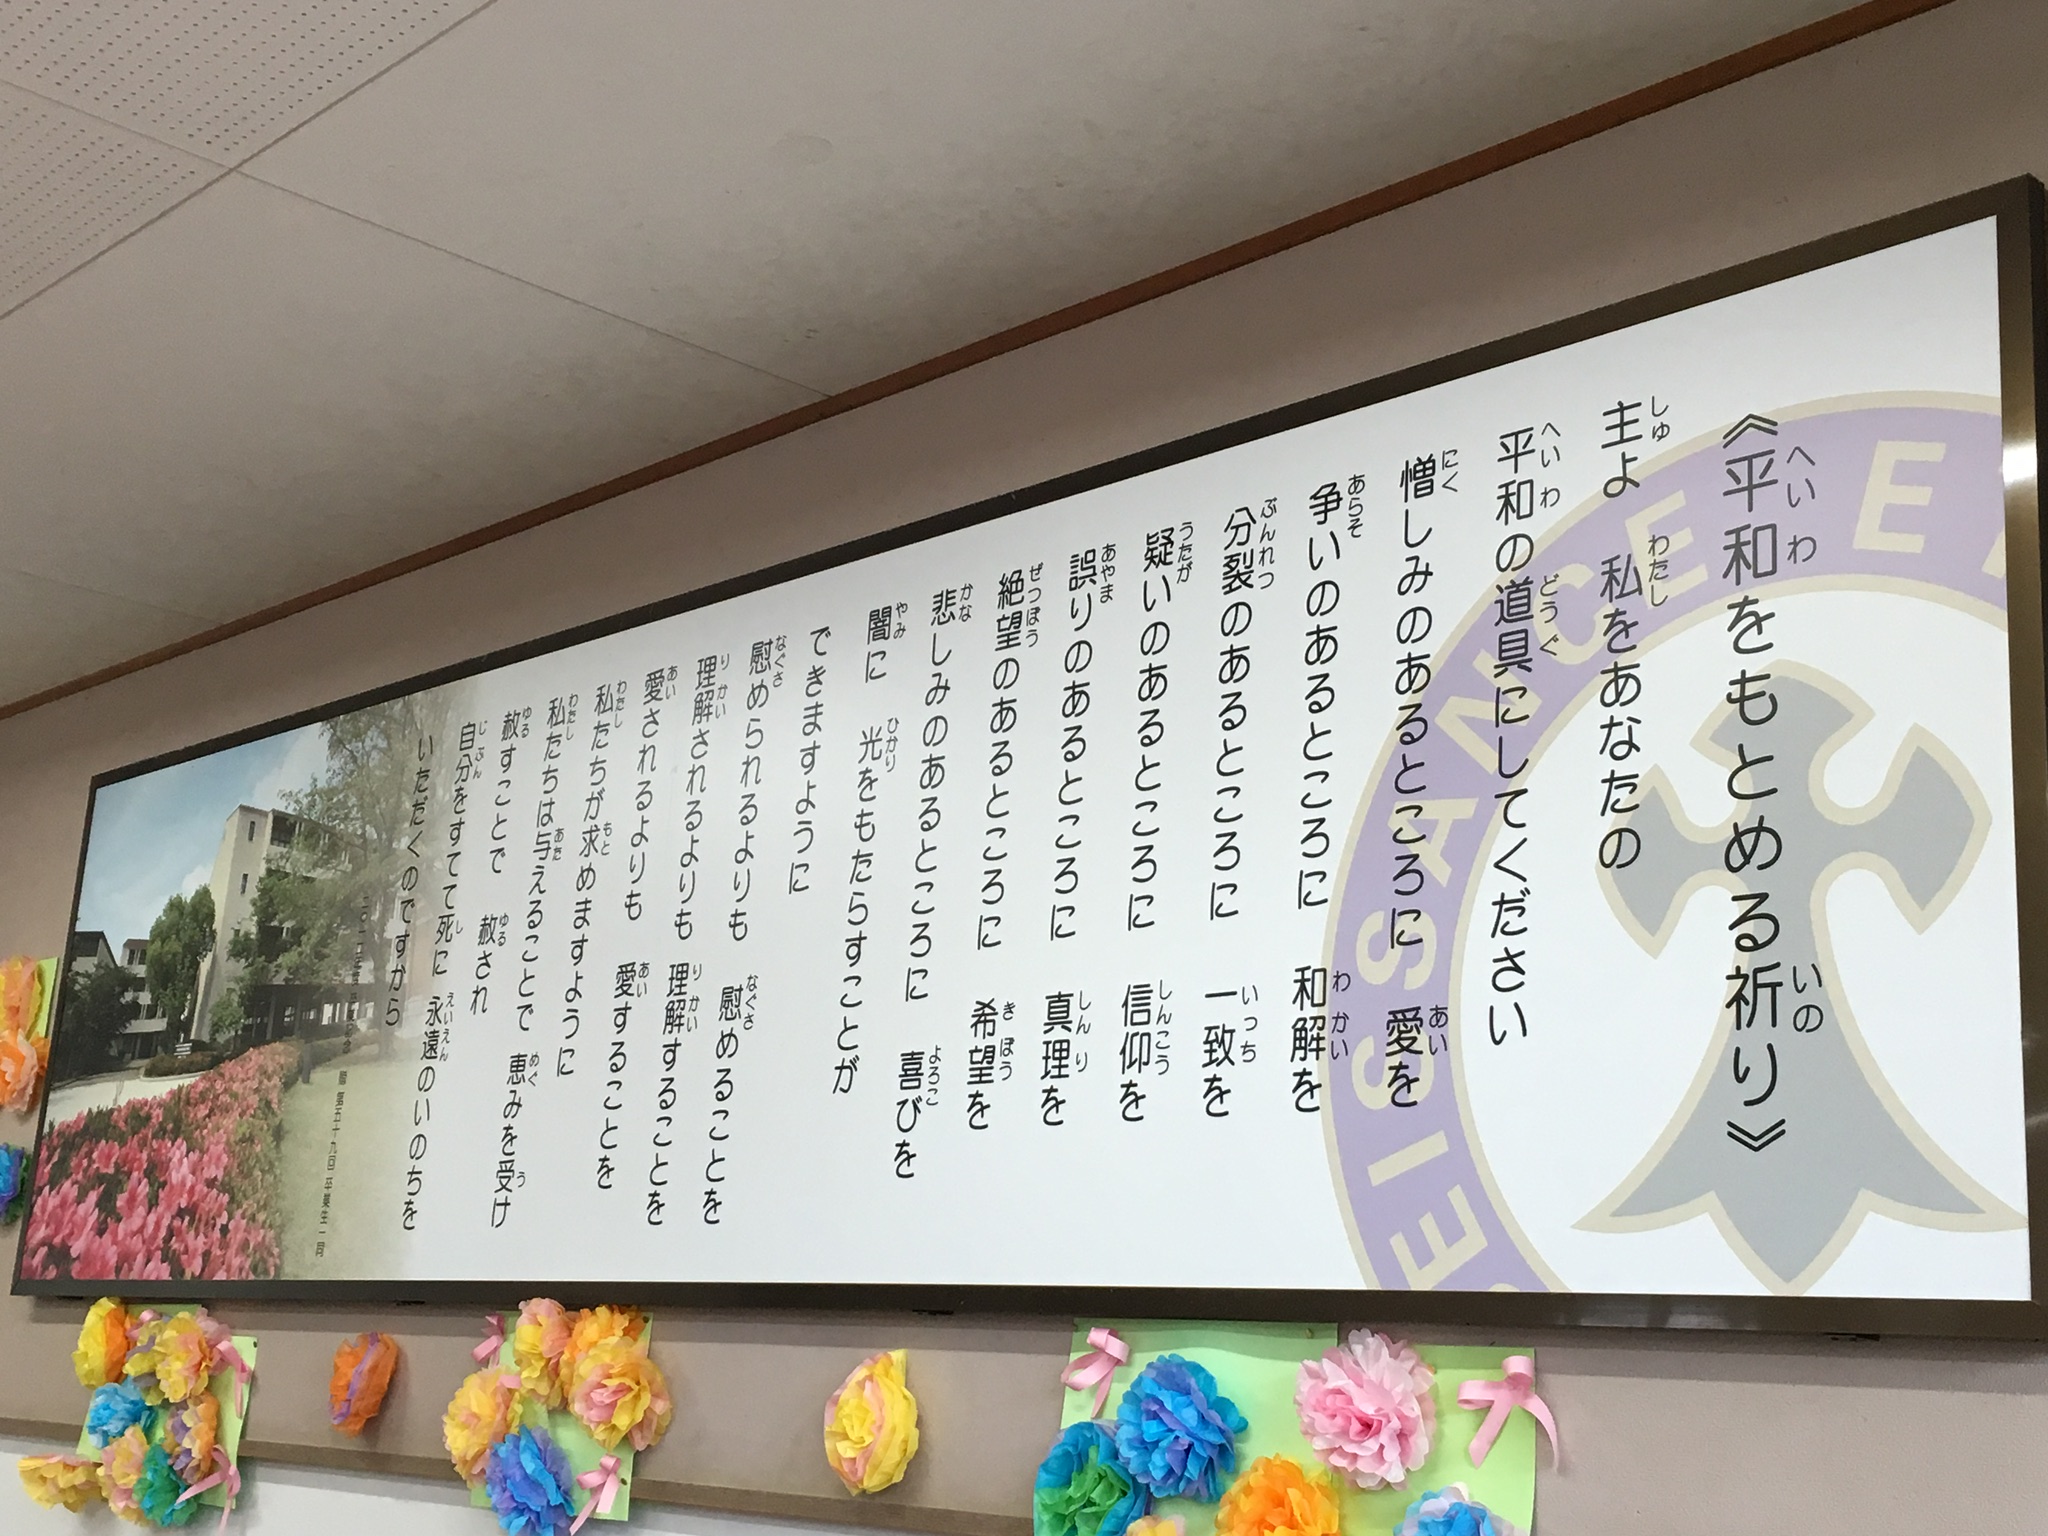 《平和をもとめる祈り》
主よ 私をあなたの
平和の道具にしてください
憎しみのあるところに 愛を
争いのあるところに 和解を
分裂のあるところに 一致を
疑いのあるところに 信仰を
誤りのあるところに 真理を
絶望のあるところに 希望を
悲しみのあるところに 喜びを
闇に 光をもたらすことが
できますように
慰められるよりも 慰めることを
理解されるよりも 理解することを
愛されるよりも 愛することを
私たちが求めますように
私たちは与えることで 恵みを受け
赦すことで 赦され
自分をすてて死に 永遠のいのちを
いただくのですから
贈 第五十九回 卒業生一同